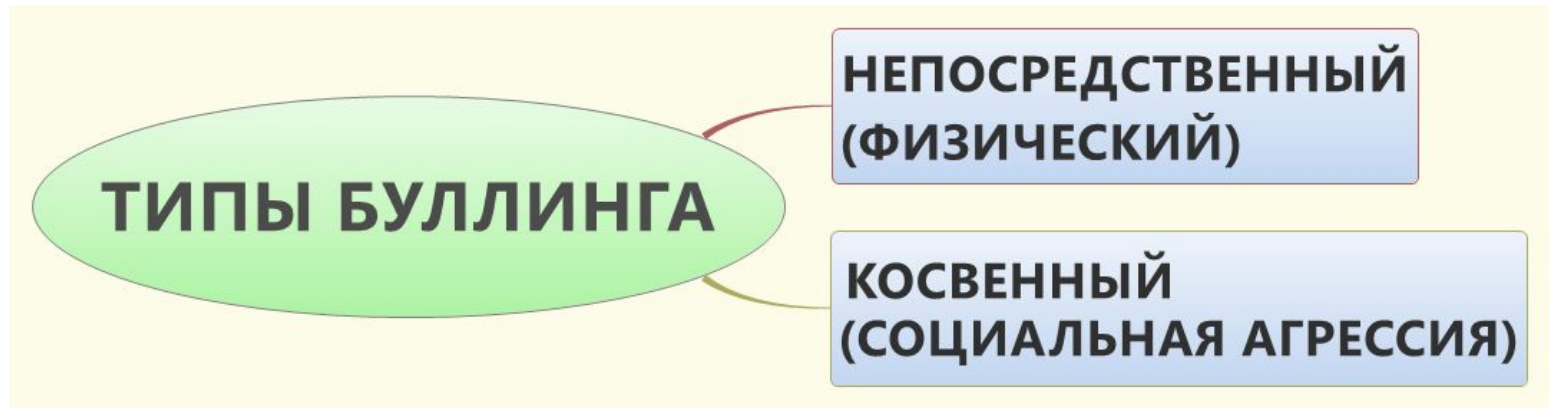 ТИПЫ БУЛЛИНГА
НЕПОСРЕДСТВЕННЫЙ
(ФИЗИЧЕСКИЙ)
КОСВЕННЫЙ
(СОЦИАЛЬНАЯ АГРЕССИЯ)